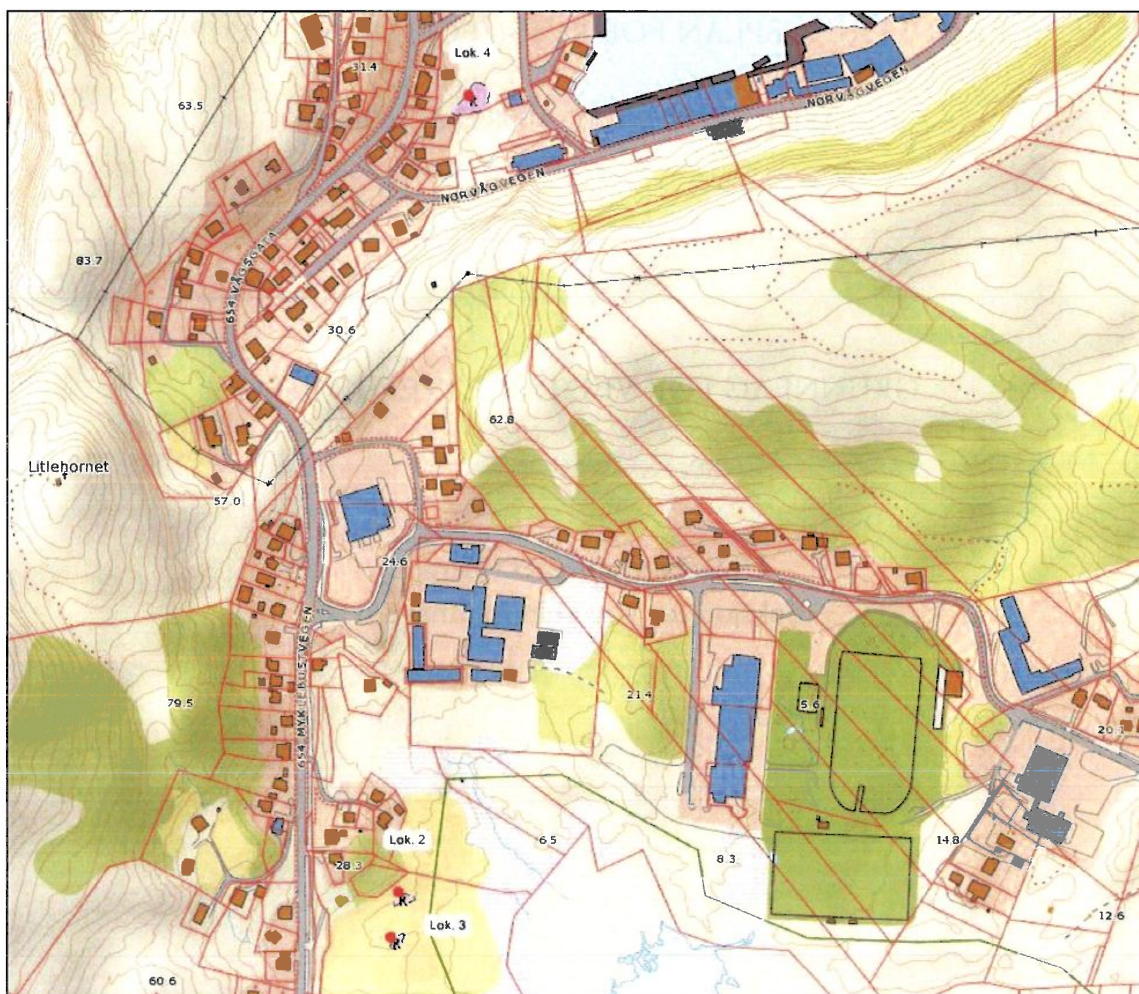 Lok. 4
31.4
63.5
NORVÅGVEGEN
NORVÅGVEGEN
654 VÅGSGATA
83.7
30.6
62.8
Litlehornet
57.0
24.6
654 MYKLEBUSTVEGEN
79.5
21.4
5.6
20.1
6.5
8.3
14.8
Lok. 2
28.3
R
Lok. 3
R?
12.6
60.6